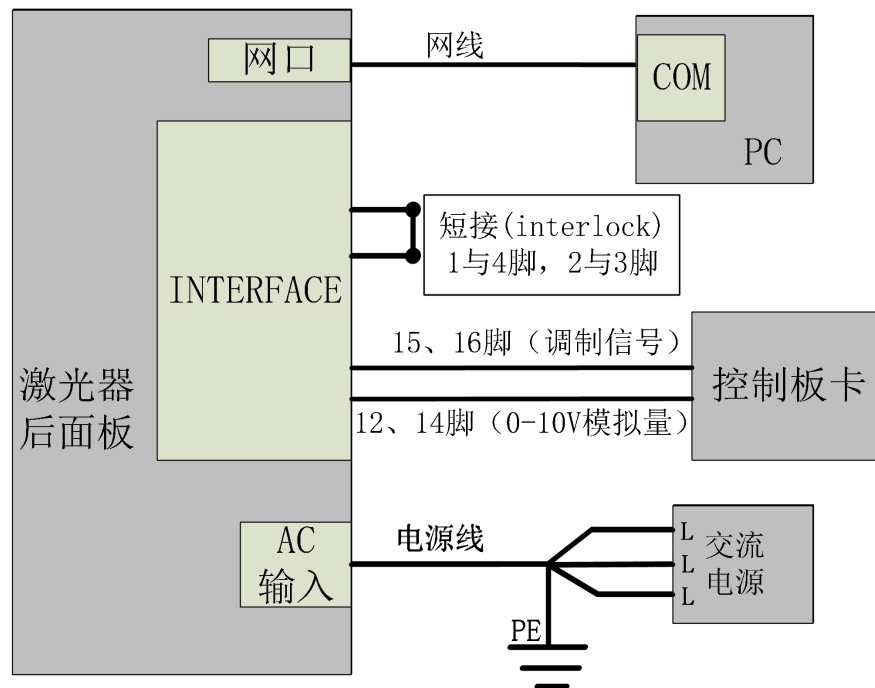 网口
网线
COM
PC
短接(interlock)
1与4脚，2与3脚
INTERFACE
15、16脚（调制信号）
控制板卡
12、14脚（0-10V模拟量）
激光器
后面板
AC
输入
电源线
L
L
L
交流
电源
PE